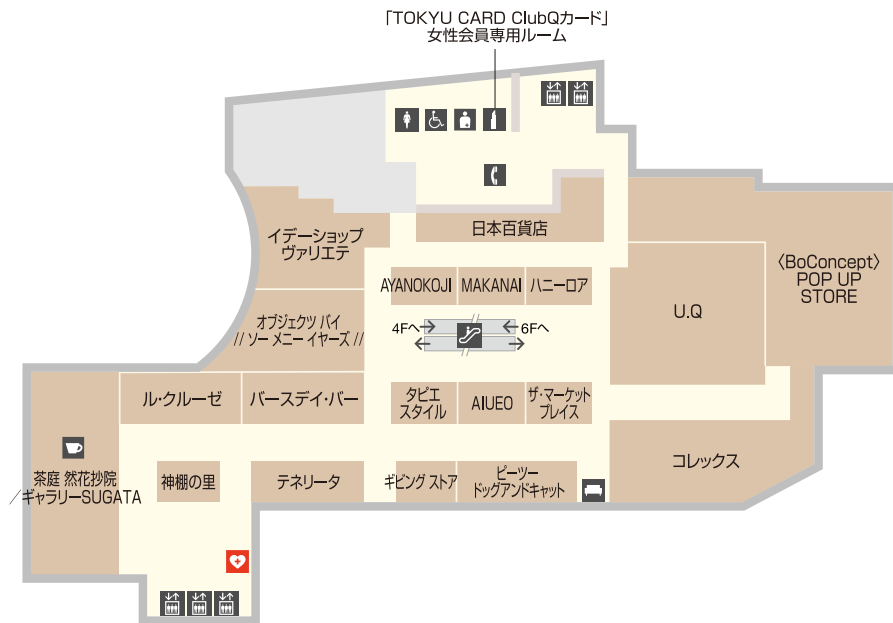 「TOKYU CARD ClubQカード」
女性会員専用ルーム
イデーショップ
ヴァリエテ
日本百貨店
〈BoConcept〉
POP UP
STORE
AYANOKOJI
MAKANAI
ハニーロア
U.Q
オブジェクツ バイ
// ソー メニー イヤーズ //
4Fへ
6Fへ
ル・クルーゼ
バースデイ・バー
タピエ
スタイル
AIUEO
ザ・マーケット
プレイス
茶庭 然花抄院
／ギャラリーSUGATA
神棚の里
テネリータ
ギビング ストア
ピーツー
ドッグアンドキャット
コレックス